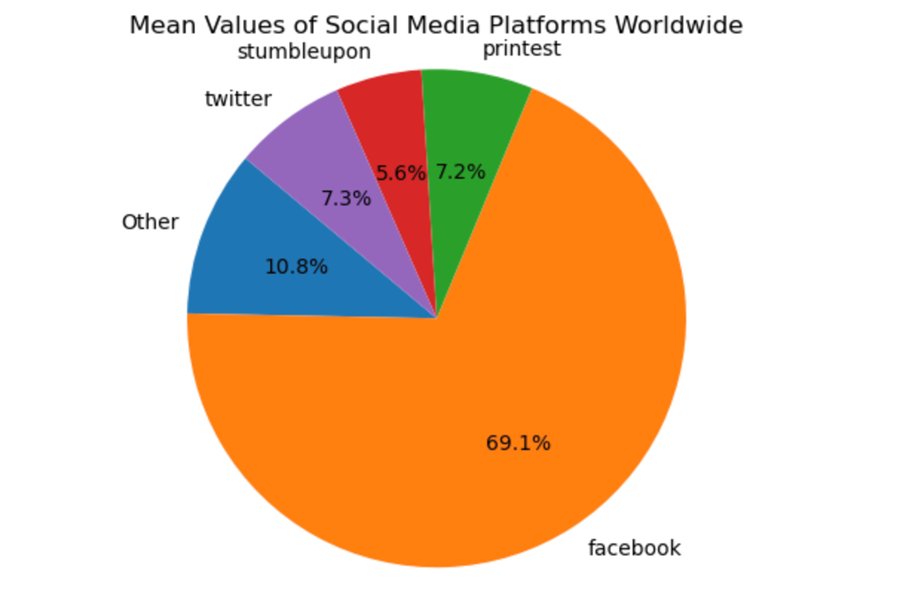 Mean Values of Social Media Platforms Worldwide
stumbleupon
printest
twitter
5.6%
7.2%
7.3%
Other
10.8%
69.1%
facebook